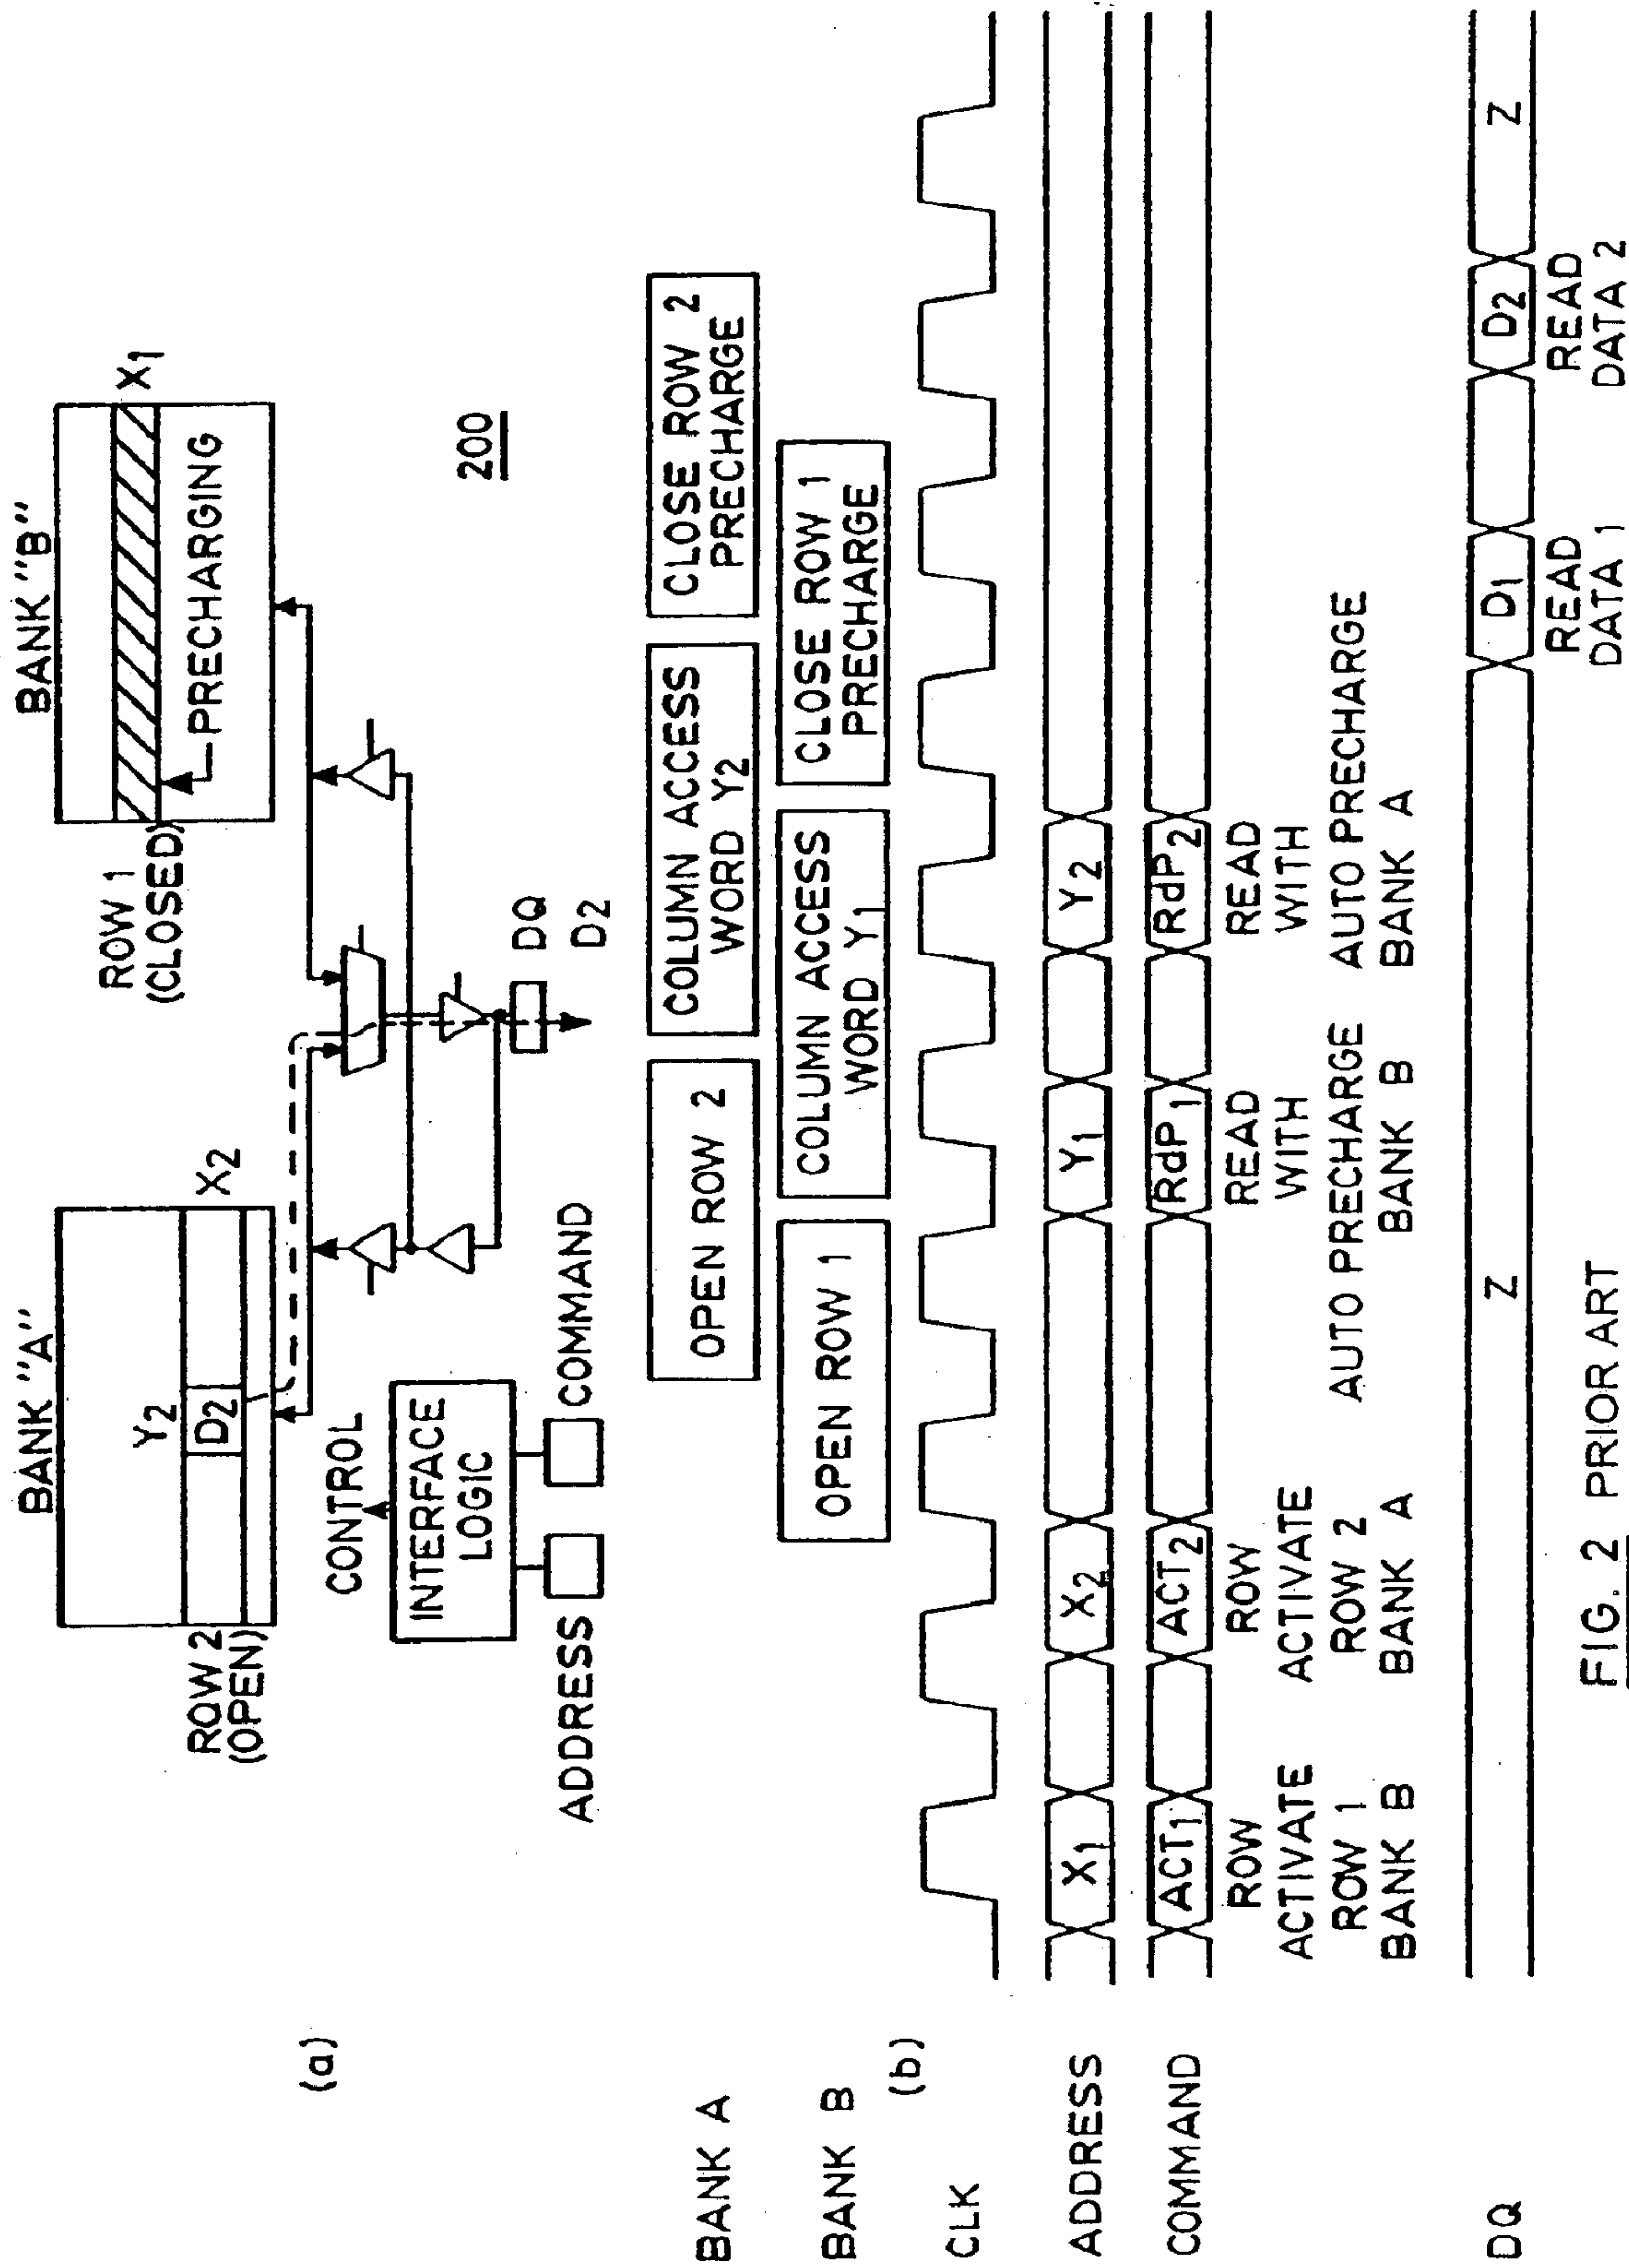 BANK "A"
BANK "B"
Y2
D2
X2
ROW 2
(OPEN)
ROW 1
(CLOSED)
X1
PRECHARGING
CONTROL
INTERFACE
LOGIC
ADDRESS
COMMAND
DQ
D2
200
(a)
BANK A
OPEN ROW 2
COLUMN ACCESS
WORD Y2
CLOSE ROW 2
PRECHARGE
BANK B
OPEN ROW 1
COLUMN ACCESS
WORD Y1
CLOSE ROW 1
PRECHARGE
(b)
CLK
ADDRESS
X1
X2
Y1
Y2
COMMAND
ACT1
ACT2
RdP1
RdP2
ROW
ACTIVATE
ROW 1
BANK B
ROW
ACTIVATE
ROW 2
BANK A
READ
WITH
AUTO PRECHARGE
BANK B
READ
WITH
AUTO PRECHARGE
BANK A
DQ
Z
D1
D2
Z
READ
DATA 1
READ
DATA 2
FIG. 2 PRIOR ART